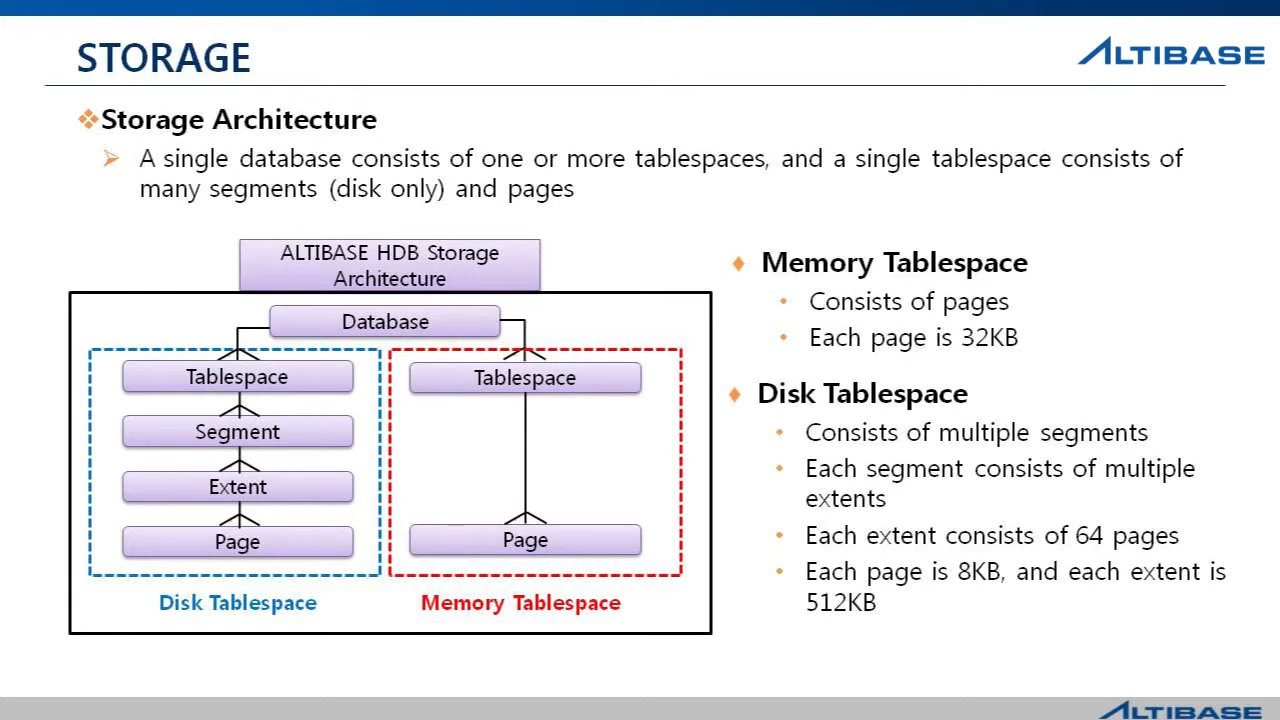 STORAGE
ALTIBASE
Storage Architecture
A single database consists of one or more tablespaces, and a single tablespace consists of
many segments (disk only) and pages
ALTIBASE HDB Storage
Architecture
Database
Tablespace
Segment
Extent
Page
Disk Tablespace
Tablespace
Page
Memory Tablespace
Memory Tablespace
Consists of pages
Each page is 32KB
Disk Tablespace
Consists of multiple segments
Each segment consists of multiple
extents
Each extent consists of 64 pages
Each page is 8KB, and each extent is
512KB
ALTIBASE